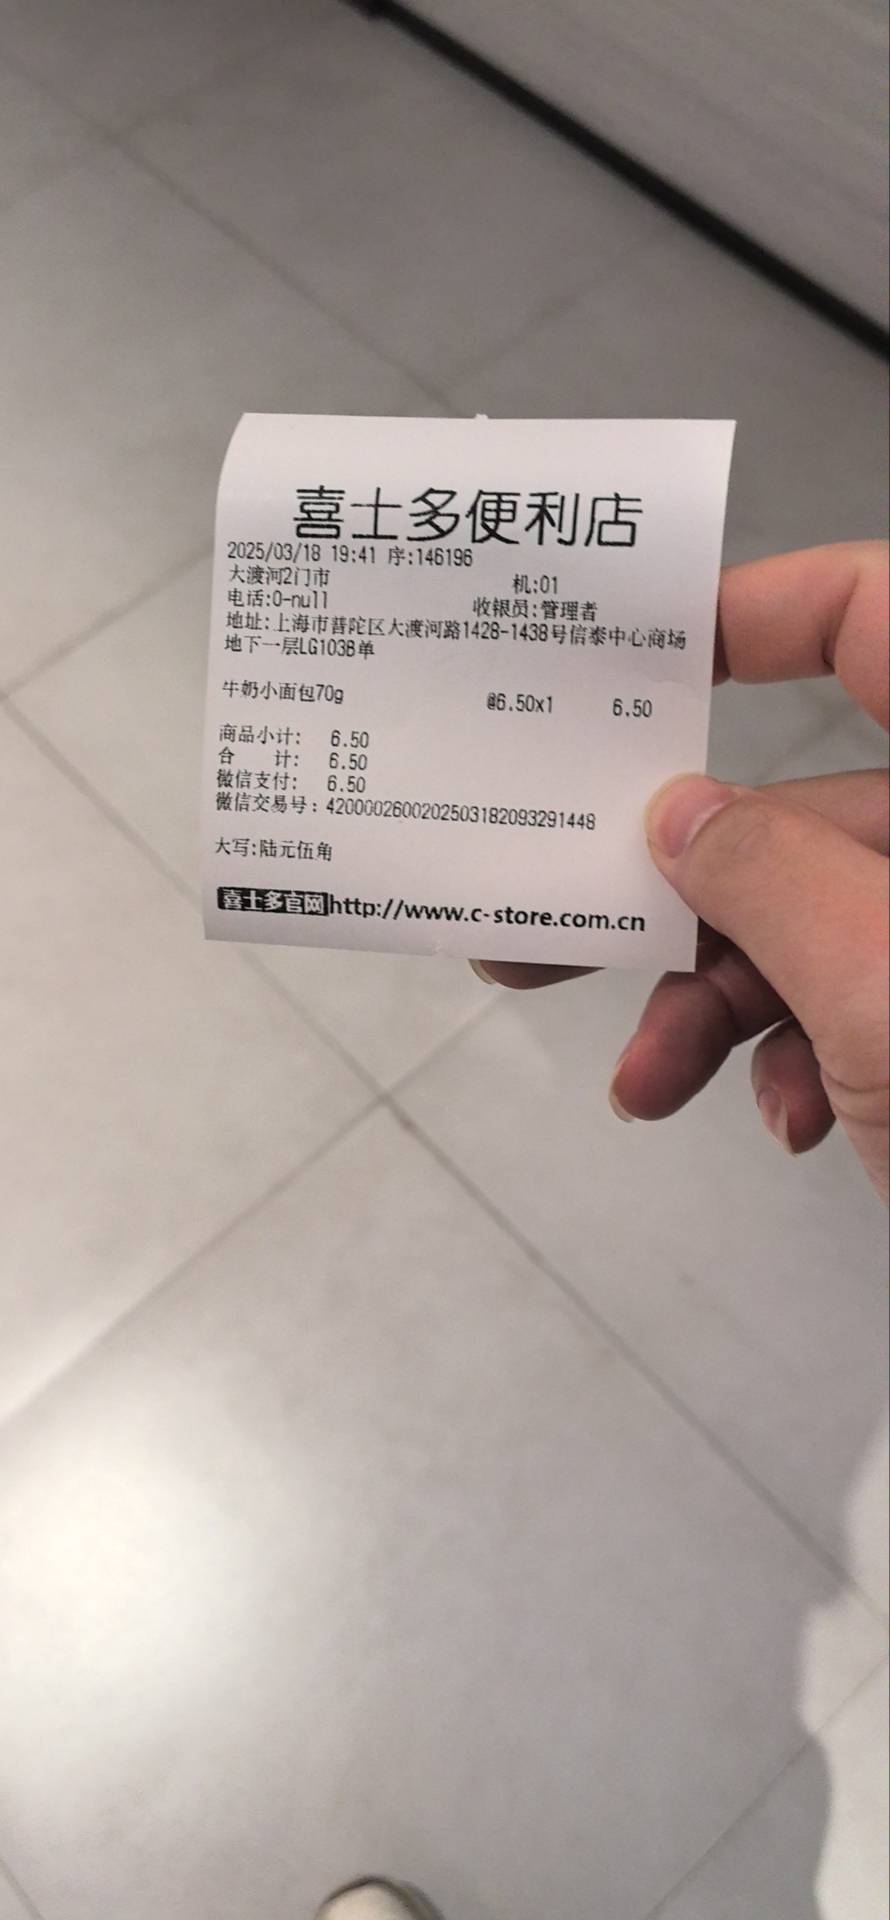 喜士多便利店
2025/03/18 19:41 序:146196
大渡河2门市 机:01
电话:0-null 收银员:管理者
地址:上海市普陀区大渡河路1428-1438号信泰中心商场
地下一层LG103B单
牛奶小面包70g @6.50x1 6.50
商品小计: 6.50
合 计: 6.50
微信支付: 6.50
微信交易号:4200002600202503182093291448
大写:陆元伍角
喜士多官网http://www.c-store.com.cn